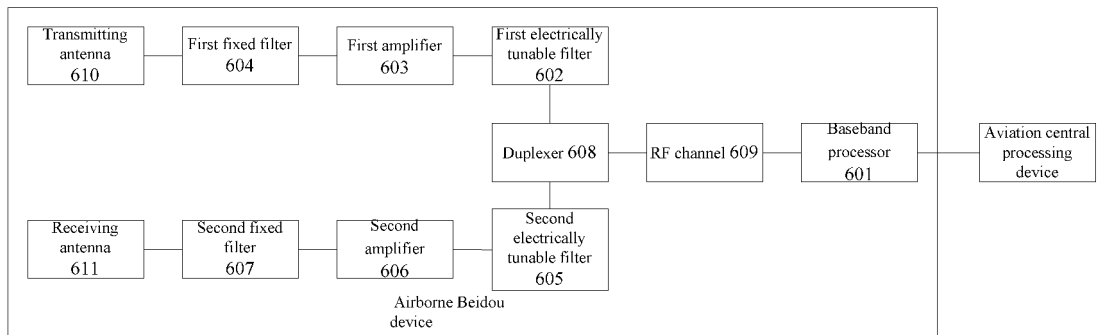 Transmitting
antenna
610
First fixed filter
604
First amplifier
603
First electrically
tunable filter
602
Duplexer 608
RF channel 609
Baseband
processor
601
Aviation central
processing
device
Receiving
antenna
611
Second fixed
filter
607
Second
amplifier
606
Second
electrically
tunable filter
605
Airborne Beidou
device